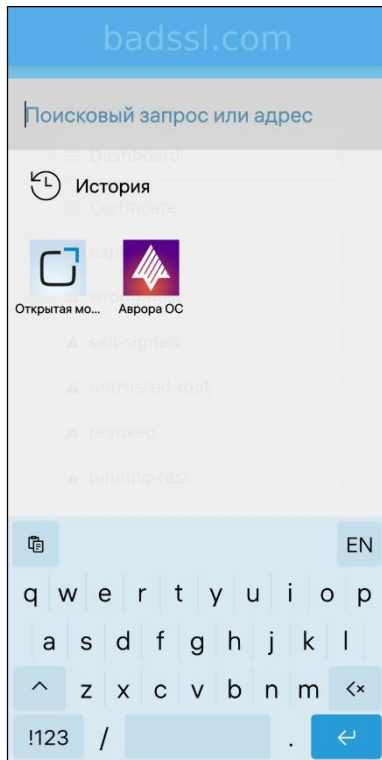 badssl.com
Поисковый запрос или адрес
Dashboard
История
Certificate
Открытая мо... Аврора ОС
self-signed
untrusted-root
revoked
pinning-test
EN
q w e r t y u i o p
a s d f g h j k l
z x c v b n m
!123 / .